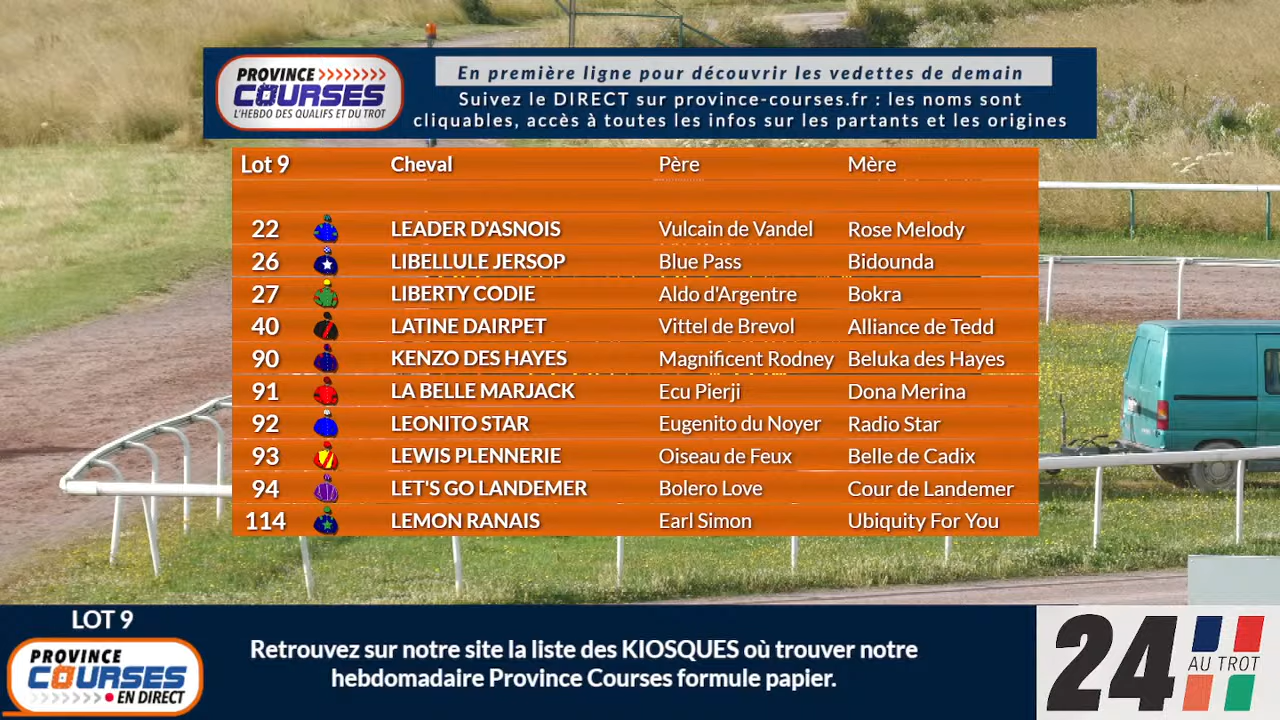 PROVINCE
COURSES
L'HEBDO DES QUALIFS ET DU TROT
En première ligne pour découvrir les vedettes de demain
Suivez le DIRECT sur province-courses.fr : les noms sont
cliquables, accès à toutes les infos sur les partants et les origines
Lot 9 Cheval Père Mère
22 LEADER D'ASNOIS Vulcain de Vandel Rose Melody
26 LIBELLULE JERSOP Blue Pass Bidounda
27 LIBERTY CODIE Aldo d'Argentre Bokra
40 LATINE DAIRPET Vittel de Brevol Alliance de Tedd
90 KENZO DES HAYES Magnificent Rodney Beluka des Hayes
91 LA BELLE MARJACK Ecu Pierji Dona Merina
92 LEONITO STAR Eugenito du Noyer Radio Star
93 LEWIS PLENNERIE Oiseau de Feux Belle de Cadix
94 LET'S GO LANDEMER Bolero Love Cour de Landemer
114 LEMON RANAIS Earl Simon Ubiquity For You
LOT 9
PROVINCE
COURSES
EN DIRECT
Retrouvez sur notre site la liste des KIOSQUES où trouver notre
hebdomadaire Province Courses formule papier.
24
AU TROT